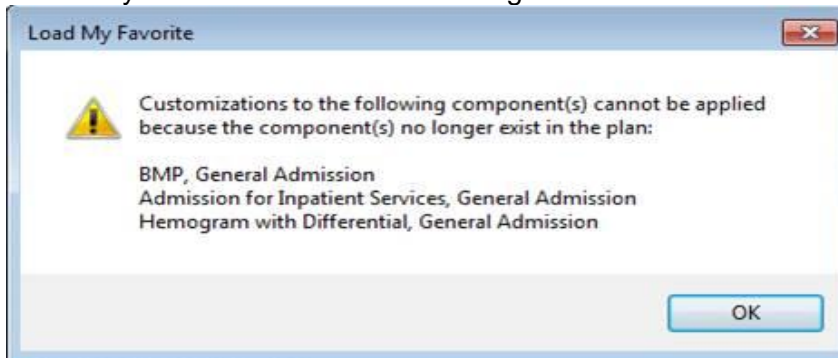 Load My Favorite
Customizations to the following component(s) cannot be applied
because the component(s) no longer exist in the plan:
BMP, General Admission
Admission for Inpatient Services, General Admission
Hemogram with Differential, General Admission
OK